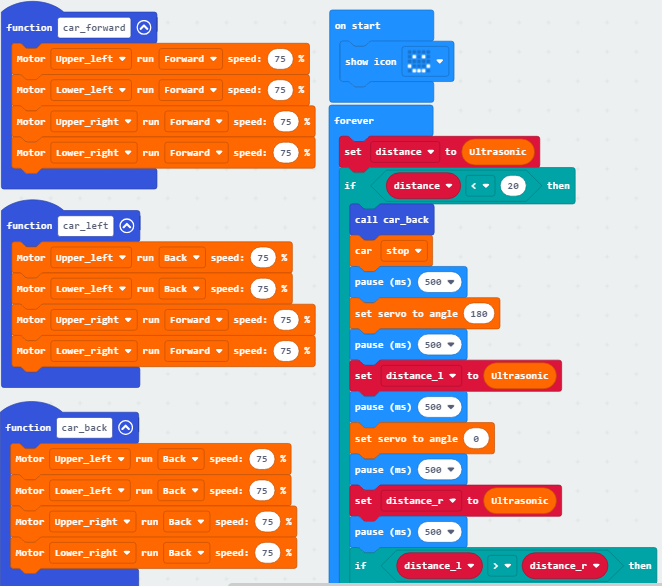 function car_forward
Motor Upper_left run Forward speed: 75 %
Motor Lower_left run Forward speed: 75 %
Motor Upper_right run Forward speed: 75 %
Motor Lower_right run Forward speed: 75 %
function car_left
Motor Upper_left run Back speed: 75 %
Motor Lower_left run Back speed: 75 %
Motor Upper_right run Forward speed: 75 %
Motor Lower_right run Forward speed: 75 %
function car_back
Motor Upper_left run Back speed: 75 %
Motor Lower_left run Back speed: 75 %
Motor Upper_right run Back speed: 75 %
Motor Lower_right run Back speed: 75 %
on start
show icon
forever
set distance to Ultrasonic
if distance < 20 then
call car_back
car stop
pause (ms) 500
set servo to angle 180
pause (ms) 500
set distance_l to Ultrasonic
pause (ms) 500
set servo to angle 0
pause (ms) 500
set distance_r to Ultrasonic
pause (ms) 500
if distance_l > distance_r then